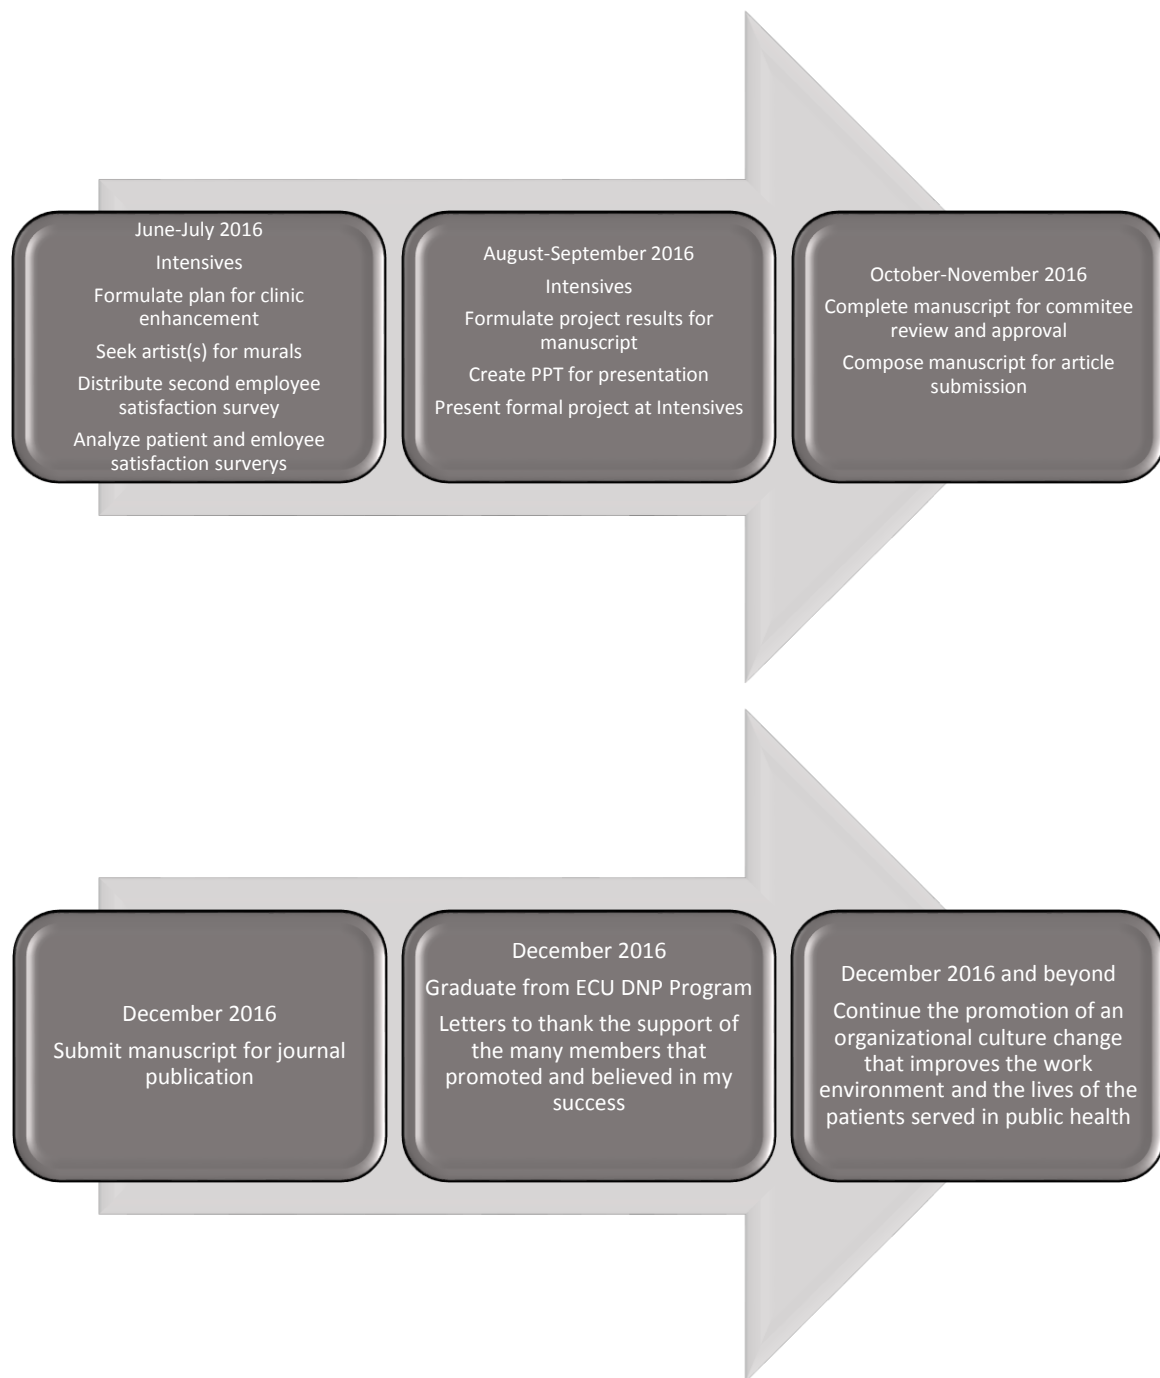 June-July 2016
Intensives
Formulate plan for clinic
enhancement
Seek artist(s) for murals
Distribute second employee
satisfaction survey
Analyze patient and emloyee
satisfaction surverys
August-September 2016
Intensives
Formulate project results for
manuscript
Create PPT for presentation
Present formal project at Intensives
October-November 2016
Complete manuscript for commitee
review and approval
Compose manuscript for article
submission
December 2016
Submit manuscript for journal
publication
December 2016
Graduate from ECU DNP Program
Letters to thank the support of
the many members that
promoted and believed in my
success
December 2016 and beyond
Continue the promotion of an
organizational culture change
that improves the work
environment and the lives of the
patients served in public health